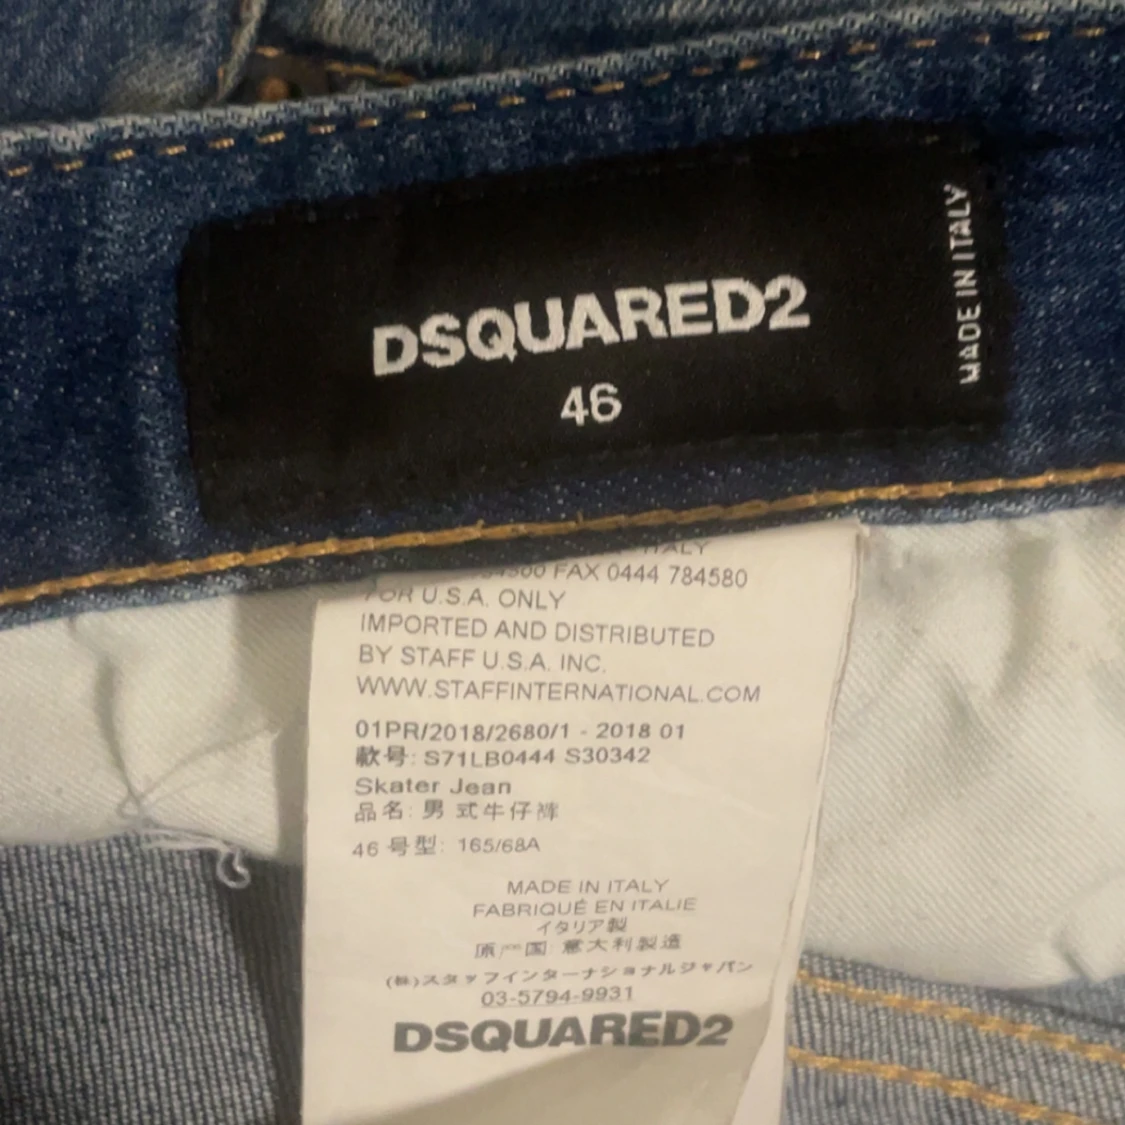 DSQUARED2
46
MADE IN ITALY
ITALY
FAX 0444 784580
FOR U.S.A. ONLY
IMPORTED AND DISTRIBUTED
BY STAFF U.S.A. INC.
WWW.STAFFINTERNATIONAL.COM
01PR/2018/2680/1 - 2018 01
款号: S71LB0444 S30342
Skater Jean
品名: 男 式牛仔裤
46 号型: 165/68A
MADE IN ITALY
FABRIQUÉ EN ITALIE
イタリア製
国: 意大利製造
(株)スタッフインターナショナルジャパン
03-5794-9931
DSQUARED2